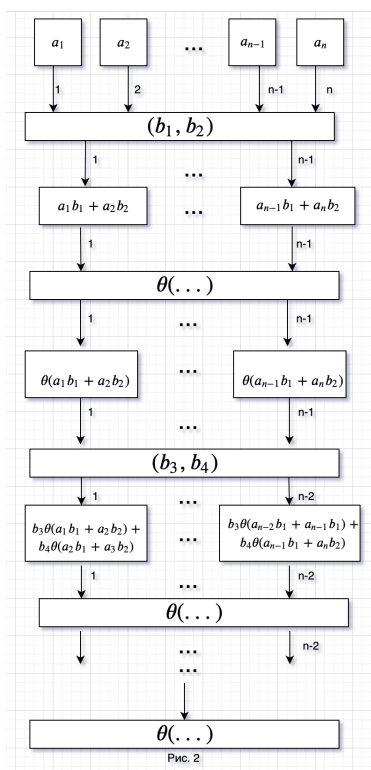 a₁ a₂ ... aₙ₋₁ aₙ
1 2 n-1 n
(b₁, b₂)
1 n-1
...
a₁b₁ + a₂b₂ ... aₙ₋₁b₁ + aₙb₂
1 n-1
θ(...)
1 n-1
...
θ(a₁b₁ + a₂b₂) ... θ(aₙ₋₁b₁ + aₙb₂)
1 n-1
...
(b₃, b₄)
1 n-2
...
b₃θ(a₁b₁ + a₂b₂) + b₃θ(aₙ₋₂b₁ + aₙ₋₁b₁) +
...
b₄θ(a₂b₁ + a₃b₂) b₄θ(aₙ₋₁b₁ + aₙb₂)
1 n-2
...
θ(...)
n-2
...
...
θ(...)
Рис. 2